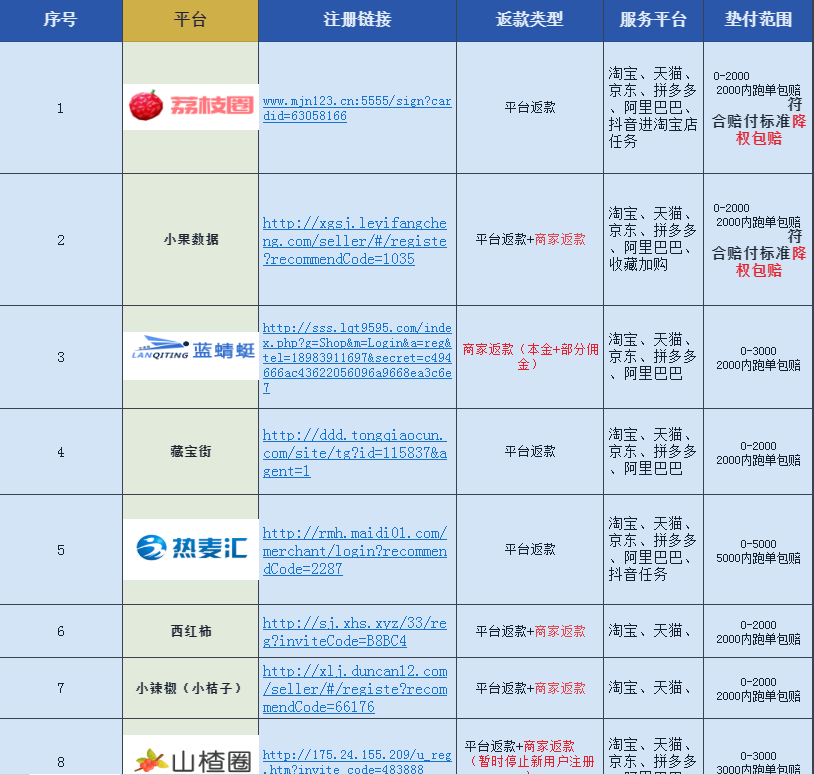 序号 平台 注册链接 返款类型 服务平台 垫付范围
1
荔枝圈
www.mjn123.cn:5555/sign?car
did=63058166
平台返款
淘宝、天猫、
京东、拼多多
、阿里巴巴、
抖音进淘宝店
任务
0-2000
2000内跑单包赔
符
合赔付标准降
权包赔
2
小果数据
http://xgsj.leyifangche
ng.com/seller/#/registe
?recommendCode=1035
平台返款+商家返款
淘宝、天猫、
京东、拼多多
、阿里巴巴、
收藏加购
0-2000
2000内跑单包赔
符
合赔付标准降
权包赔
3
LANQITING 蓝蜻蜓
http://sss.lqt9595.com/inde
x.php?g=Shop&m=Login&a=reg&
tel=18983911697&secret=c494
666ac43622056096a9668ea3c6e
7
商家返款（本金+部分佣
金）
淘宝、天猫、
京东、拼多多
、阿里巴巴
0-3000
2000内跑单包赔
4
藏宝街
http://ddd.tongqiaocun.
com/site/tg?id=115837&a
gent=1
平台返款
淘宝、天猫、
京东、拼多多
、阿里巴巴
0-2000
2000内跑单包赔
5
热麦汇
http://rmh.maidi01.com/
merchant/login?recommen
dCode=2287
平台返款
淘宝、天猫、
京东、拼多多
、阿里巴巴、
抖音任务
0-5000
5000内跑单包赔
6
西红柿
http://sj.xhs.xyz/33/re
g?inviteCode=B8BC4
平台返款+商家返款
淘宝、天猫、
0-2000
2000内跑单包赔
7
小辣椒（小桔子）
http://xlj.duncan12.com
/seller/#/registe?recom
mendCode=66176
平台返款+商家返款
淘宝、天猫、
0-2000
2000内跑单包赔
8
山楂圈
http://175.24.155.209/u_reg
.htm?invite_code=483888
平台返款+商家返款
（暂时停止新用户注册
）
淘宝、天猫、
京东、拼多多
、阿里巴巴
0-3000
3000内跑单包赔